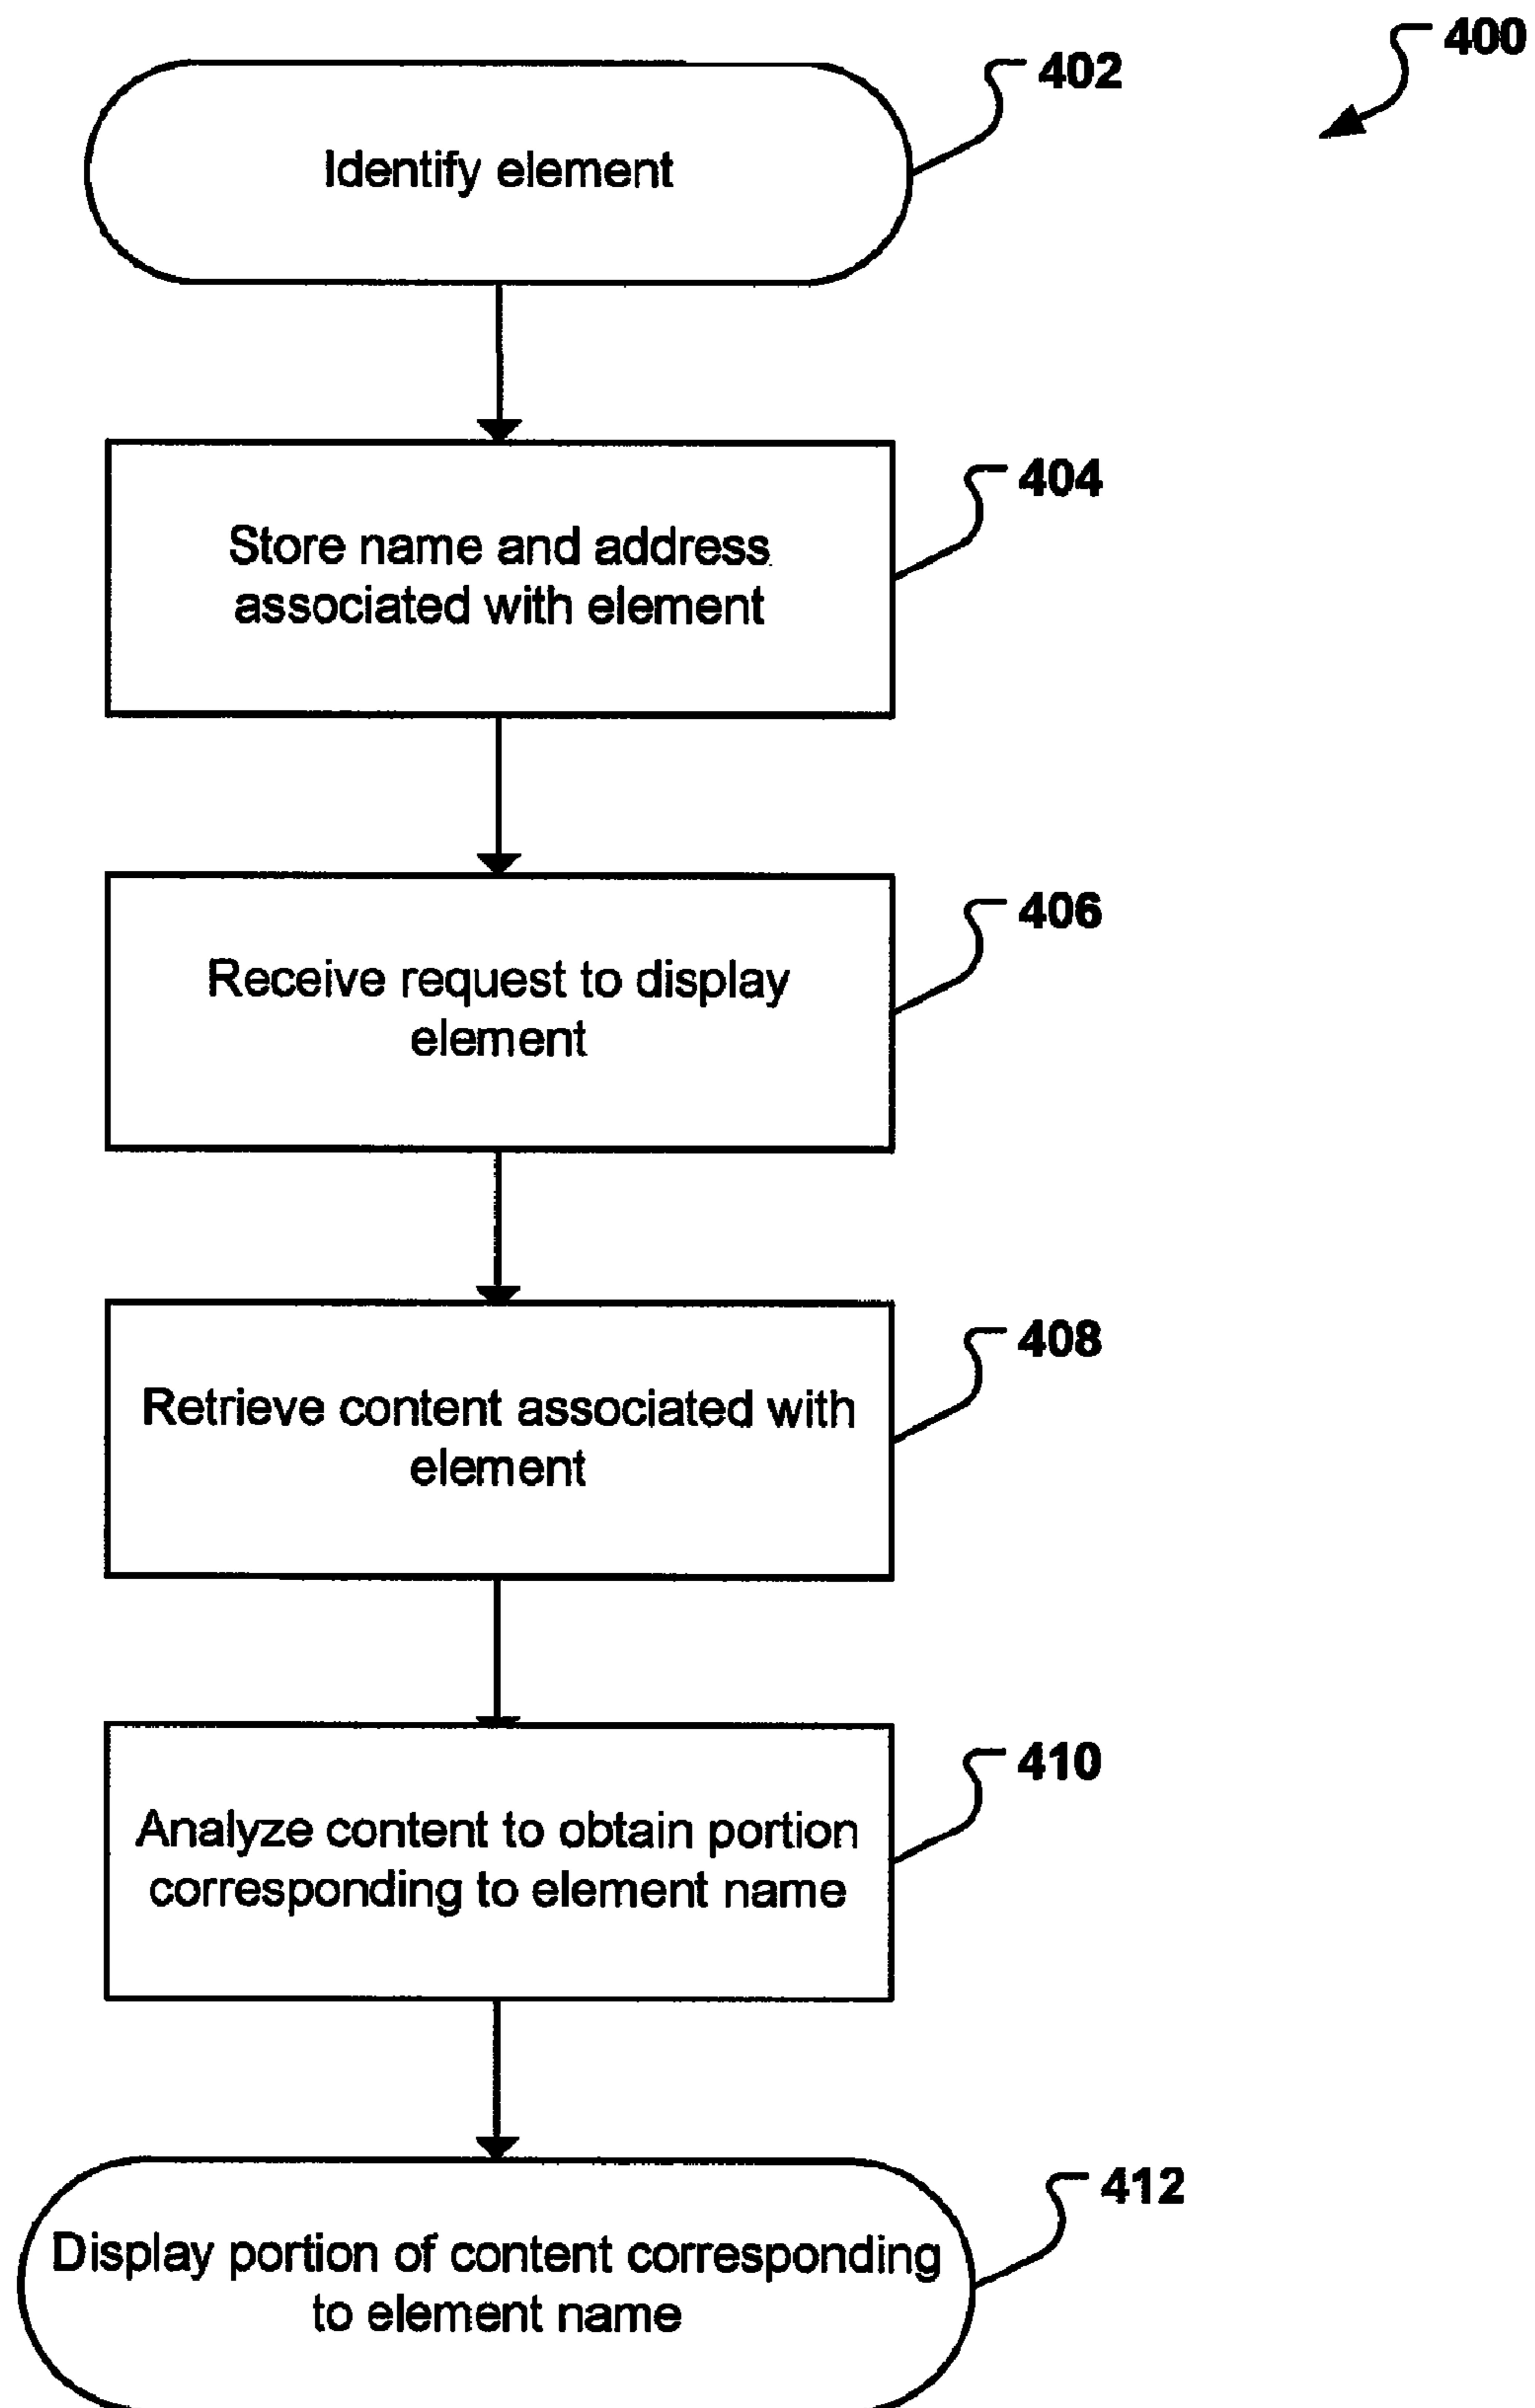 400
402
Identify element
404
Store name and address
associated with element
406
Receive request to display
element
408
Retrieve content associated with
element
410
Analyze content to obtain portion
corresponding to element name
412
Display portion of content corresponding
to element name